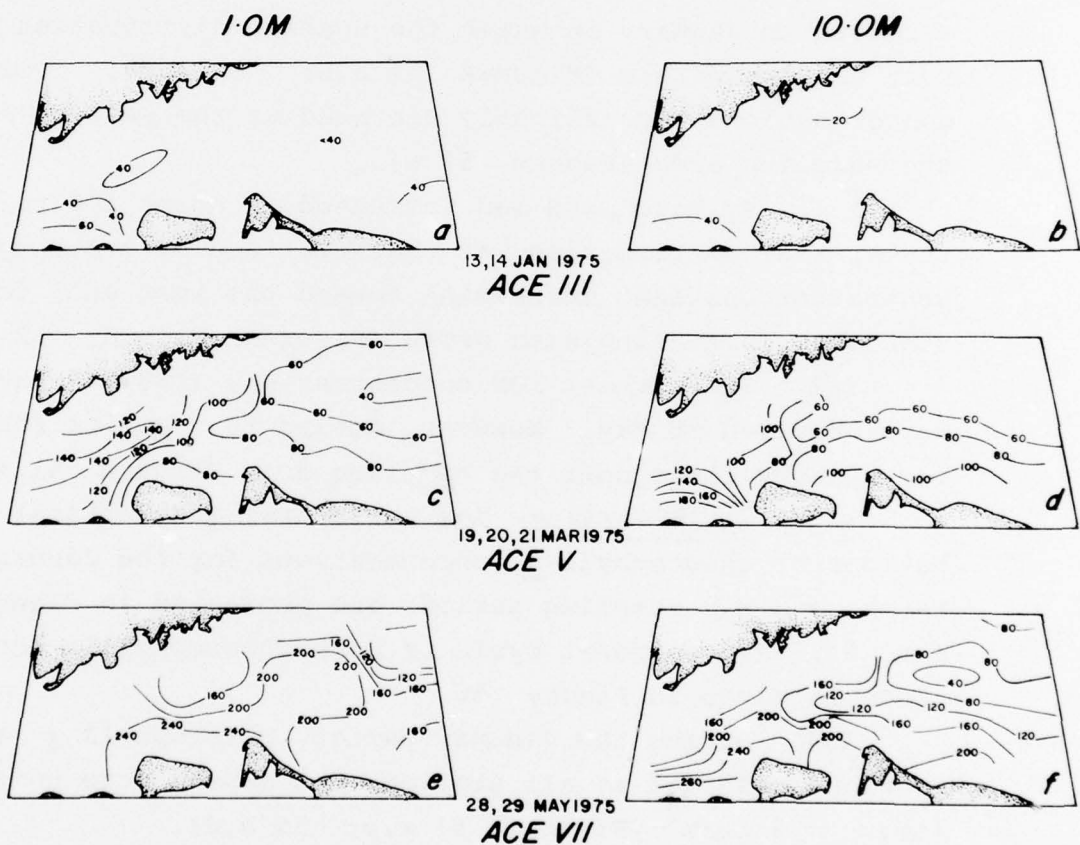 1·0M 10·0M
40 <40 40 40 40 60 a
20 40 b
13,14 JAN 1975
ACE III
60 60 80 40 60 100 60 60 120 120 140 140 100 80 60 140 120 80 80 120 80 c
60 60 60 100 80 80 80 120 100 100 100 140 180 160 d
19,20,21 MAR 1975
ACE V
160 120 200 200 160 200 120 160 200 160 240 240 200 160 240 e
80 80 160 40 120 80 160 200 200 160 120 200 240 200 120 260 f
28,29 MAY 1975
ACE VII